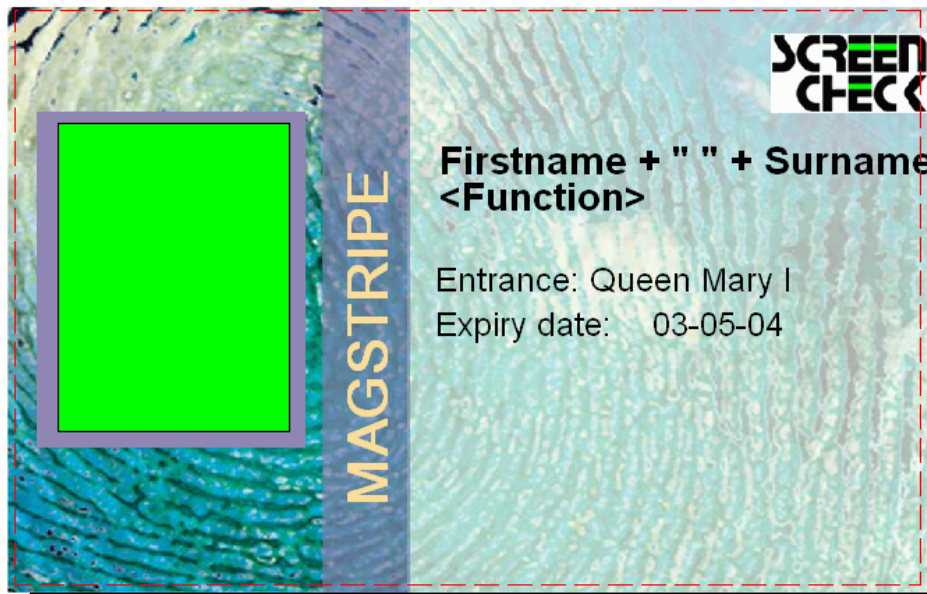 SCREEN
CHECK
Firstname + " " + Surname
<Function>
Entrance: Queen Mary I
Expiry date: 03-05-04
MAGSTRIPE